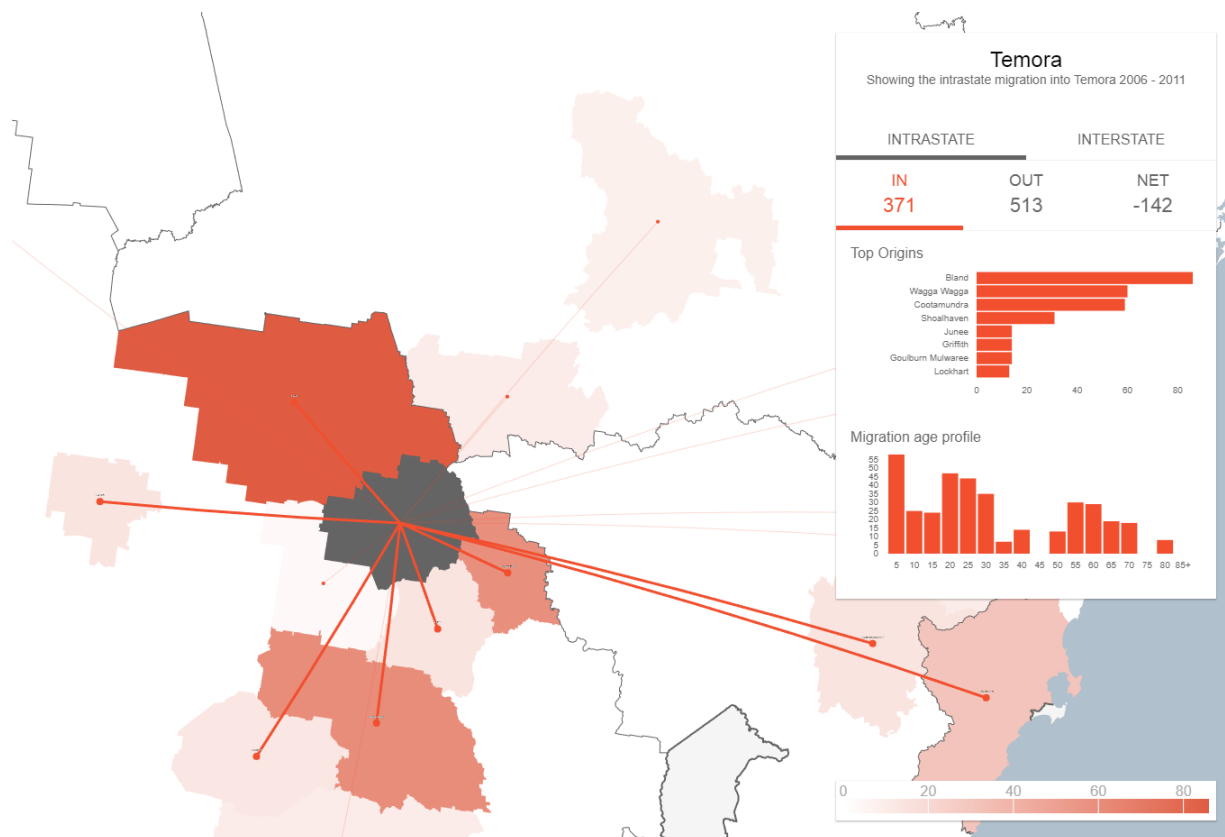 Temora
Showing the intrastate migration into Temora 2006 - 2011
INTRASTATE INTERSTATE
IN OUT NET
371 513 -142
Top Origins
Bland
Wagga Wagga
Cootamundra
Shoalhaven
Junee
Griffith
Goulburn Mulwaree
Lockhart
0 20 40 60 80
Migration age profile
55
50
45
40
35
30
25
20
15
10
5
0
5 10 15 20 25 30 35 40 45 50 55 60 65 70 75 80 85+
0 20 40 60 80